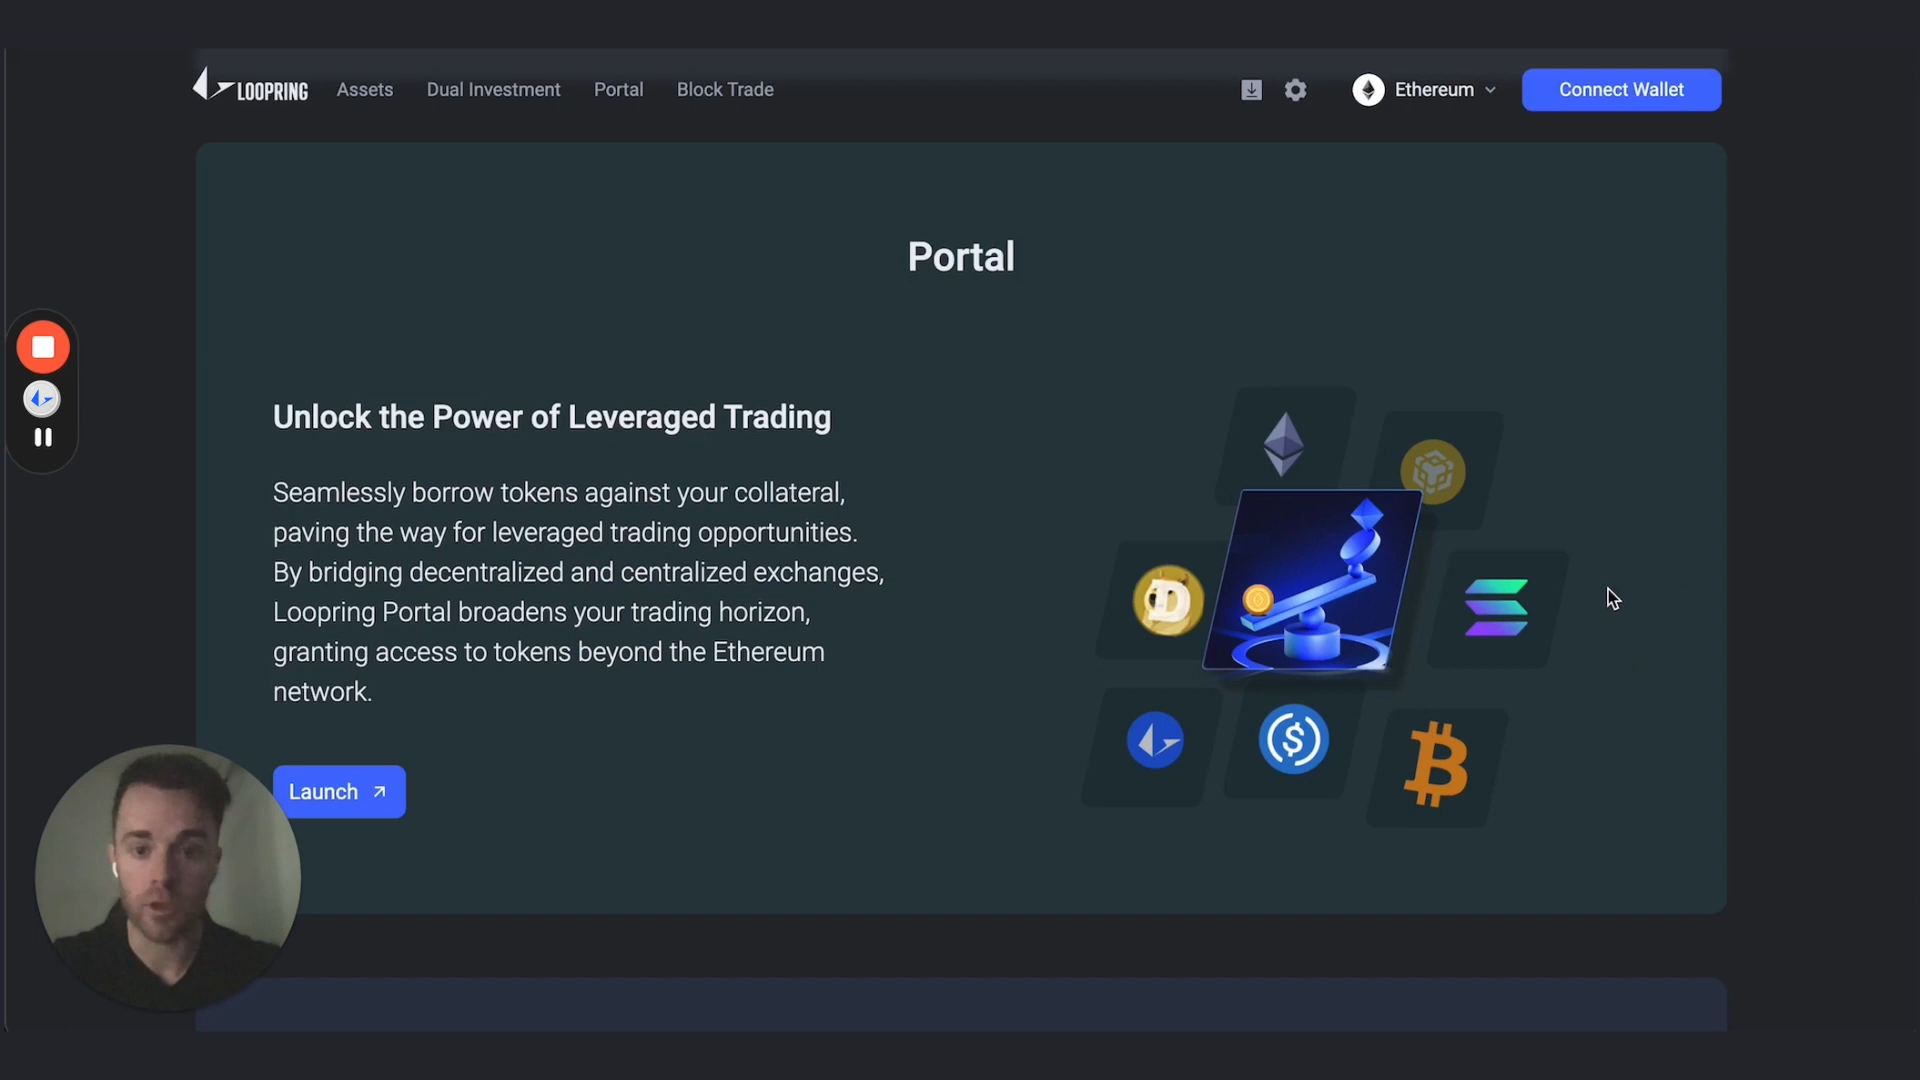 LOOPRING Assets Dual Investment Portal Block Trade Ethereum Connect Wallet
Portal
Unlock the Power of Leveraged Trading
Seamlessly borrow tokens against your collateral,
paving the way for leveraged trading opportunities.
By bridging decentralized and centralized exchanges,
Loopring Portal broadens your trading horizon,
granting access to tokens beyond the Ethereum
network.
Launch